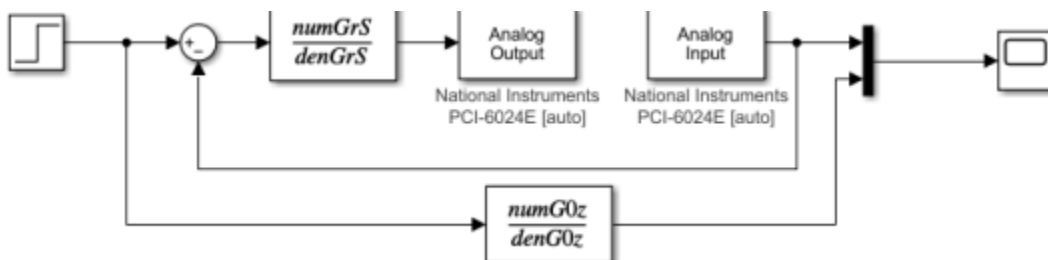 +
−
numGrS
denGrS
Analog
Output
National Instruments
PCI-6024E [auto]
Analog
Input
National Instruments
PCI-6024E [auto]
numG0z
denG0z